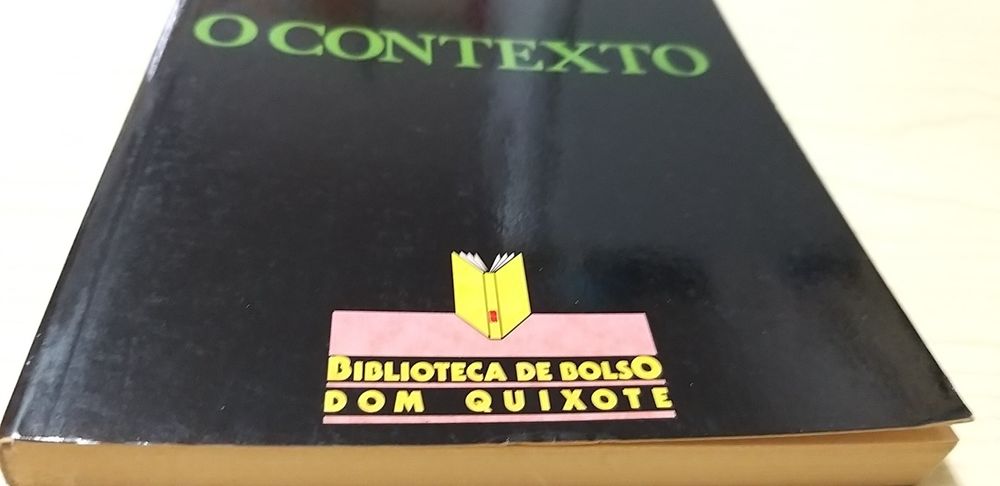 O CONTEXTO
BIBLIOTECA DE BOLSO
DOM QUIXOTE